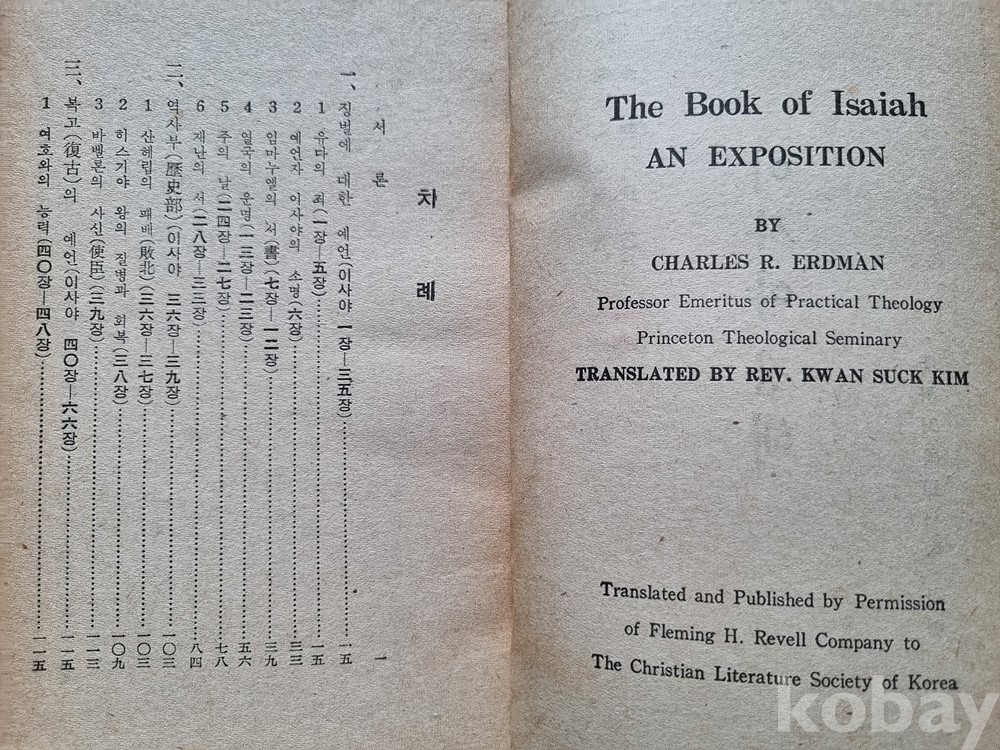 The Book of Isaiah
AN EXPOSITION
BY
CHARLES R. ERDMAN
Professor Emeritus of Practical Theology
Princeton Theological Seminary
TRANSLATED BY REV. KWAN SUCK KIM
Translated and Published by Permission
of Fleming H. Revell Company to
The Christian Literature Society of Korea
차례
서론 一
一、징벌에 대한 예언(이사야 一장—三五장)……一五
1 유다의 죄(一장—五장)……一五
2 예언자 이사야의 소명(六장)……三三
3 임마누엘의 서(書)(七장—一二장)……三九
4 열국의 운명(一三장—二三장)……五六
5 주의 날(二四장—二七장)……七八
6 재난의 서(二八장—三三장)……八四
二、역사부(歷史部)(이사야 三六장—三九장)……一〇三
1 산헤립의 패배(敗北)(三六장—三七장)……一〇三
2 히스기야 왕의 질병과 회복(三八장)……一〇九
3 바벨론의 사신(使臣)(三九장)……一一三
三、복고(復古)의 예언(이사야 四〇장—六六장)……一一五
1 여호와의 능력(四〇장—四八장)……一一五
kobay